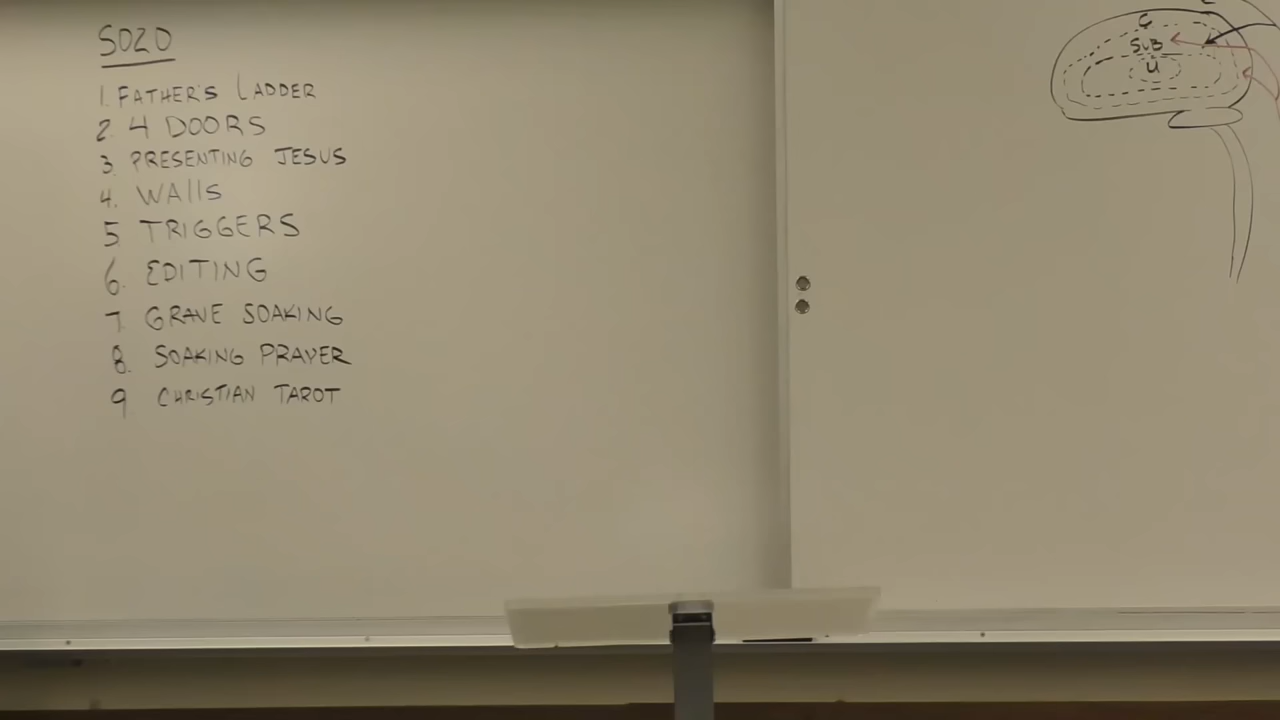 SOZO
1. FATHER'S LADDER
2. 4 DOORS
3. PRESENTING JESUS
4. WAllS
5. TRIGGERS
6. EDITING
7. GRAVE SOAKING
8. SOAKING PRAYER
9 CHRISTIAN TAROT
C
SUB
U